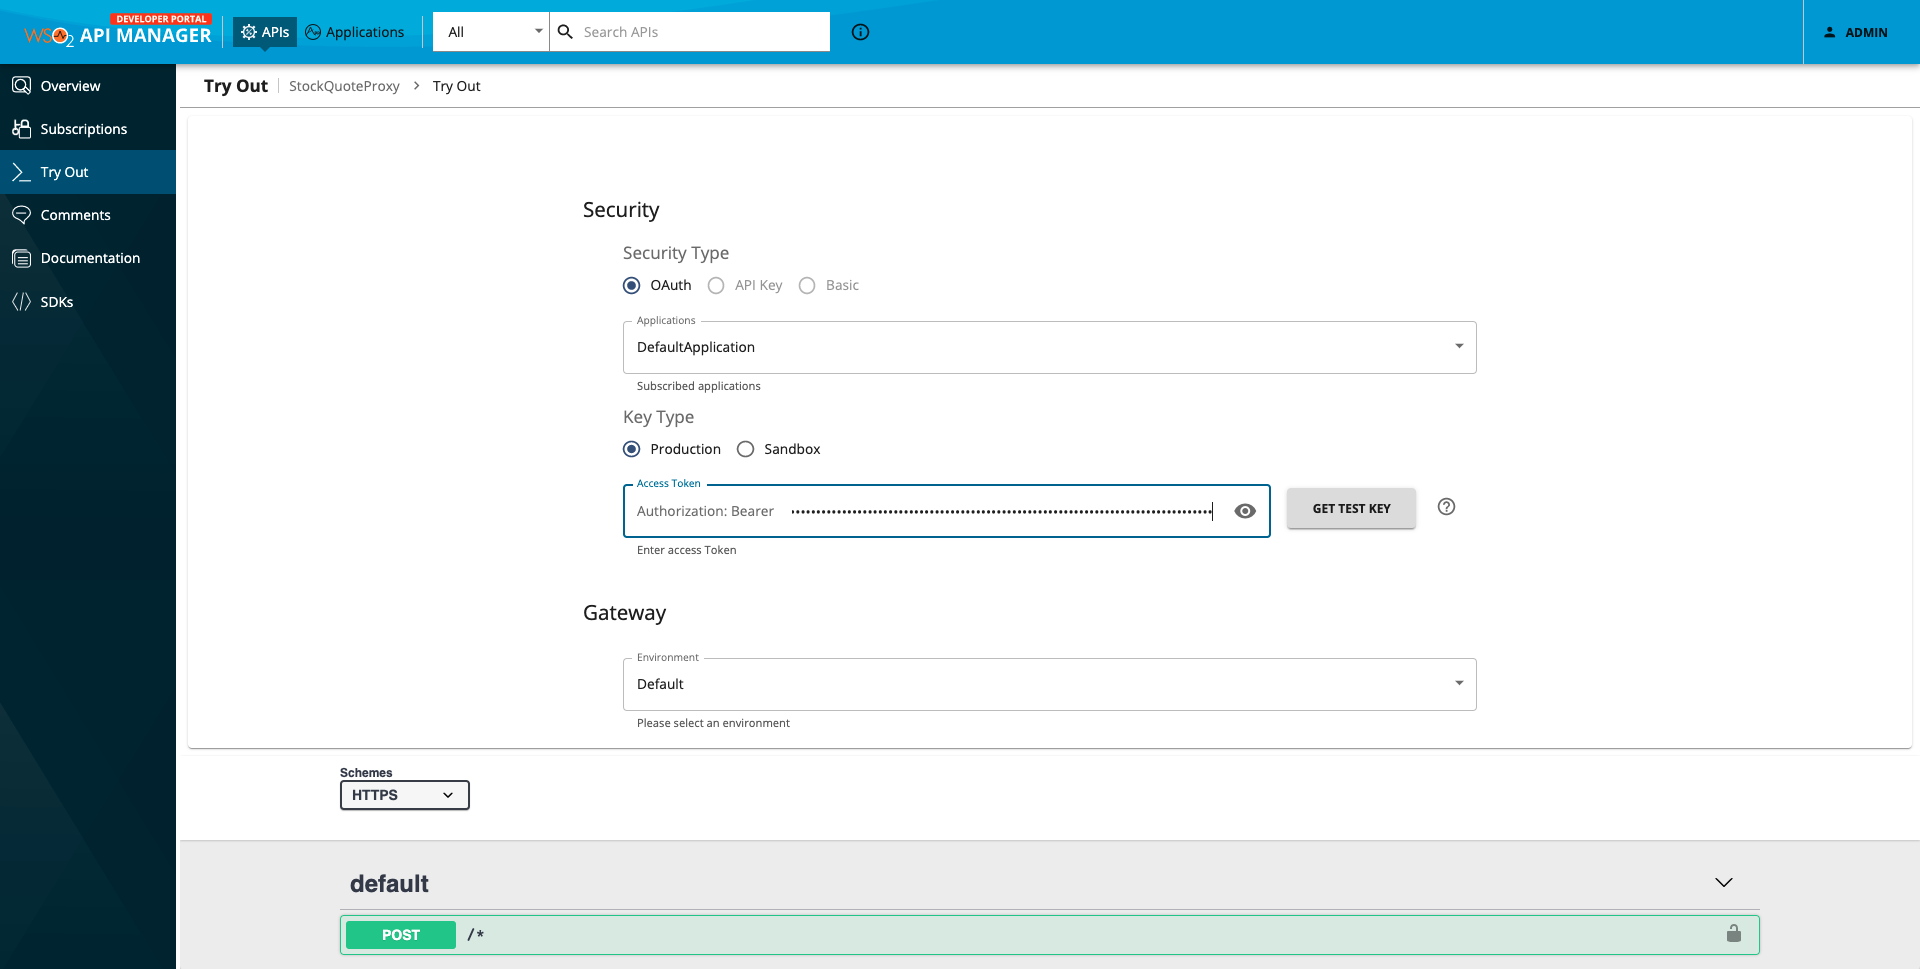 DEVELOPER PORTAL
WSO2 API MANAGER
APIs
Applications
All
Search APIs
ADMIN
Overview
Subscriptions
Try Out
Comments
Documentation
SDKs
Try Out
StockQuoteProxy > Try Out
Security
Security Type
OAuth API Key Basic
Applications
DefaultApplication
Subscribed applications
Key Type
Production Sandbox
Access Token
Authorization: Bearer
GET TEST KEY
Enter access Token
Gateway
Environment
Default
Please select an environment
Schemes
HTTPS
default
POST /*